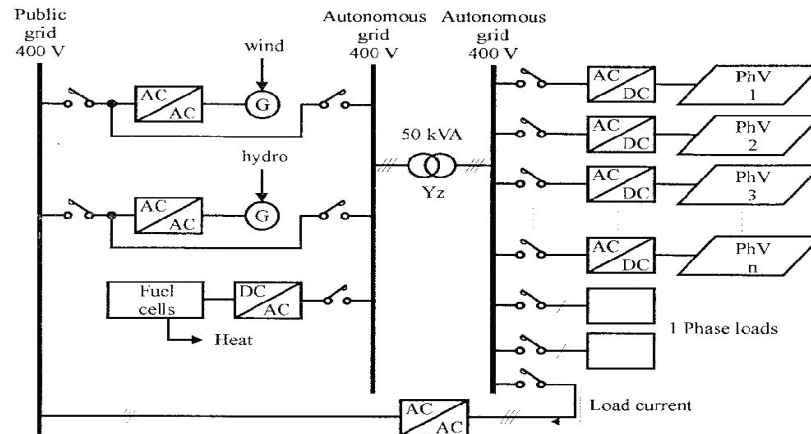 Public
grid
400 V
Autonomous
grid
400 V
Autonomous
grid
400 V
wind
AC
AC
G
hydro
AC
AC
G
Fuel
cells
DC
AC
Heat
50 kVA
Yz
AC
DC
PhV
1
AC
DC
PhV
2
AC
DC
PhV
3
AC
DC
PhV
n
1 Phase loads
AC
AC
Load current